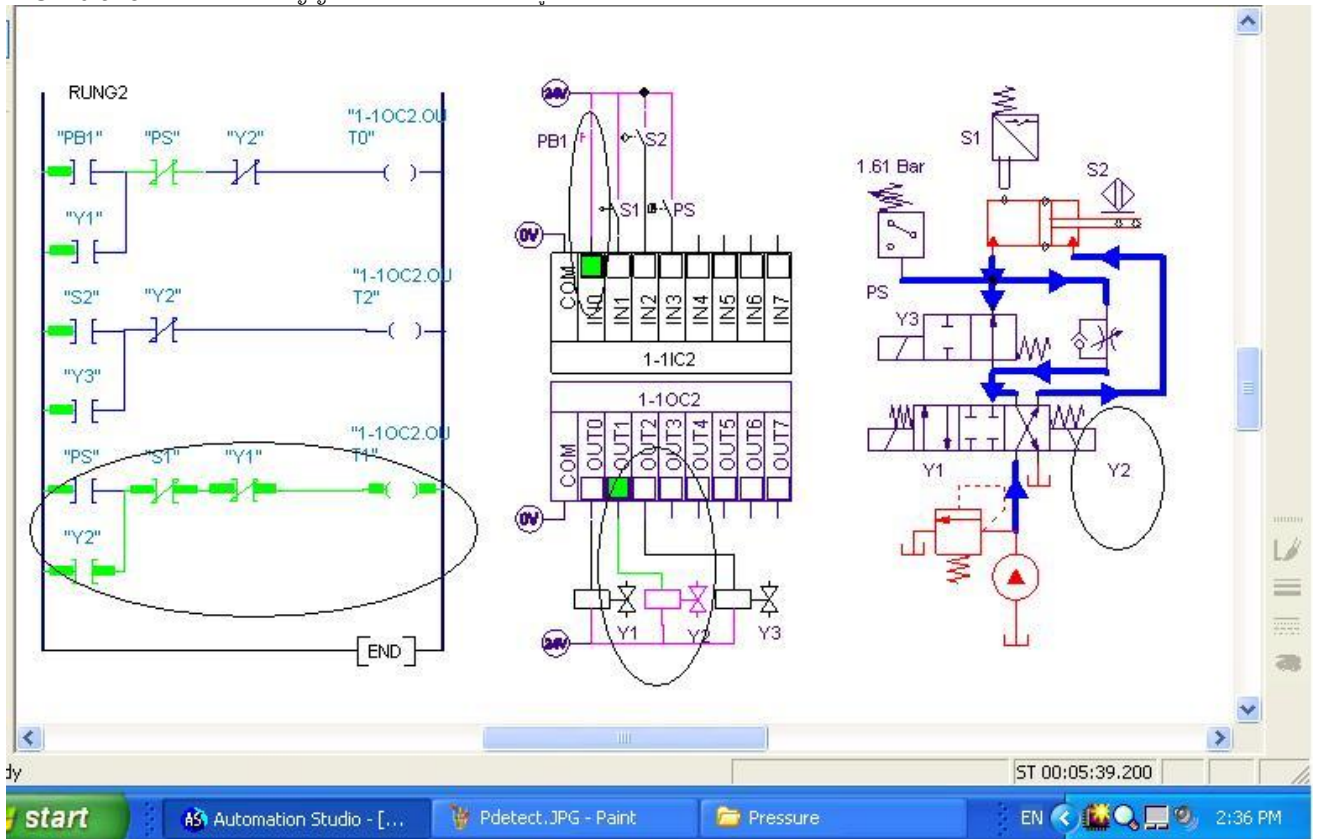 RUNG2
"1-1OC2.OU
T0"
"PB1" "PS" "Y2"
"Y1"
"1-1OC2.OU
T2"
"S2" "Y2"
"Y3"
"1-1OC2.OU
T1"
"PS" "S1" "Y1"
"Y2"
END
24V
PB1 S2
S1 PS
0V
COM IN0 IN1 IN2 IN3 IN4 IN5 IN6 IN7
1-1IC2
1-1OC2
COM OUT0 OUT1 OUT2 OUT3 OUT4 OUT5 OUT6 OUT7
0V
Y1 Y2 Y3
24V
S1
1.61 Bar
S2
PS
Y3
Y1 Y2
dy
ST 00:05:39.200
start
AS Automation Studio - [...
Pdetect.JPG - Paint
Pressure
EN
2:36 PM